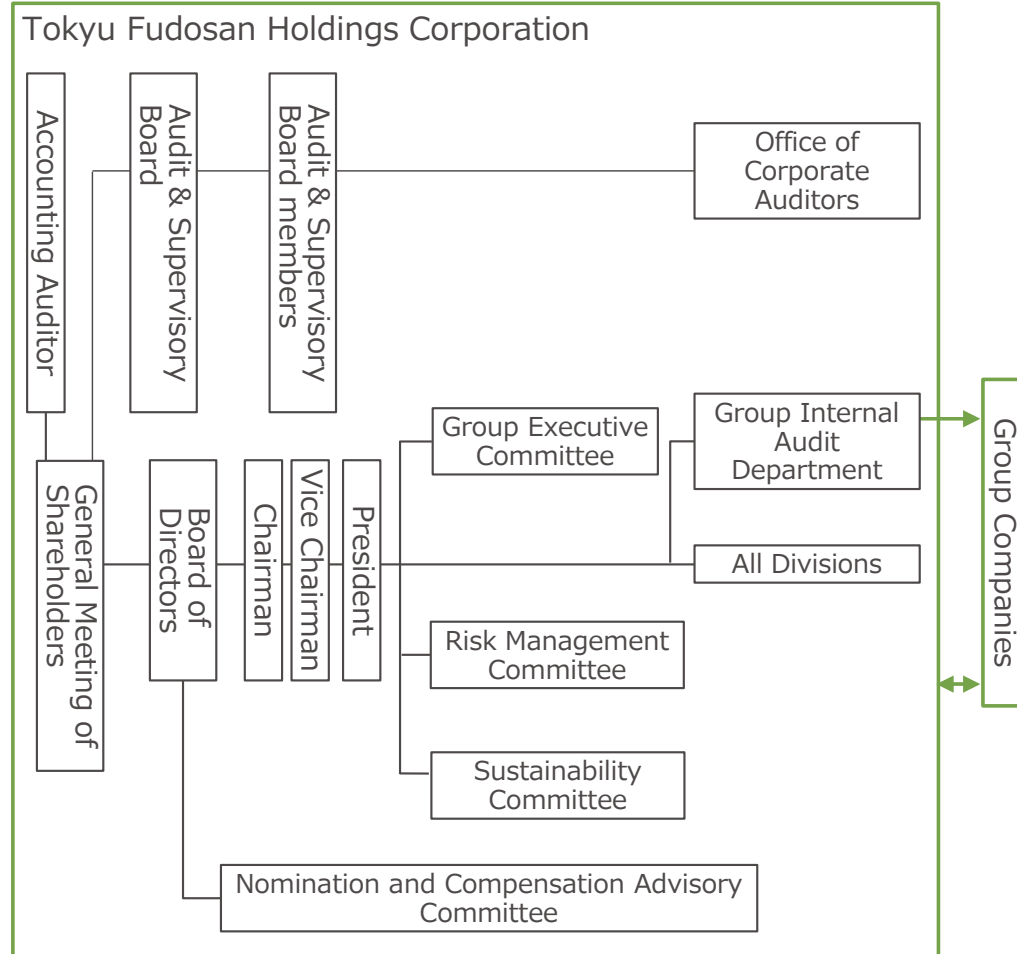 Tokyu Fudosan Holdings Corporation
Accounting Auditor
Audit & Supervisory
Board
Audit & Supervisory
Board members
Office of
Corporate
Auditors
General Meeting of
Shareholders
Board of
Directors
Chairman
Vice Chairman
President
Group Executive
Committee
Group Internal
Audit
Department
All Divisions
Risk Management
Committee
Sustainability
Committee
Nomination and Compensation Advisory
Committee
Group Companies